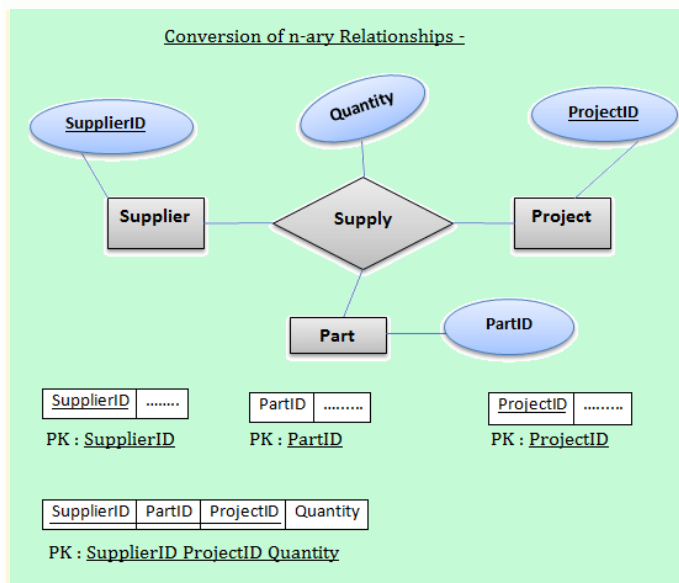 Conversion of n-ary Relationships -
Quantity
SupplierID
ProjectID
Supplier
Supply
Project
Part
PartID
SupplierID ........
PartID .........
ProjectID .........
PK : SupplierID
PK : PartID
PK : ProjectID
SupplierID PartID ProjectID Quantity
PK : SupplierID ProjectID Quantity